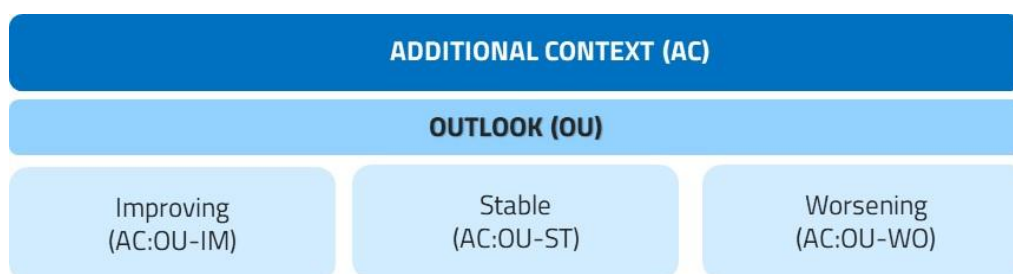 ADDITIONAL CONTEXT (AC)
OUTLOOK (OU)
Improving
(AC:OU-IM)
Stable
(AC:OU-ST)
Worsening
(AC:OU-WO)